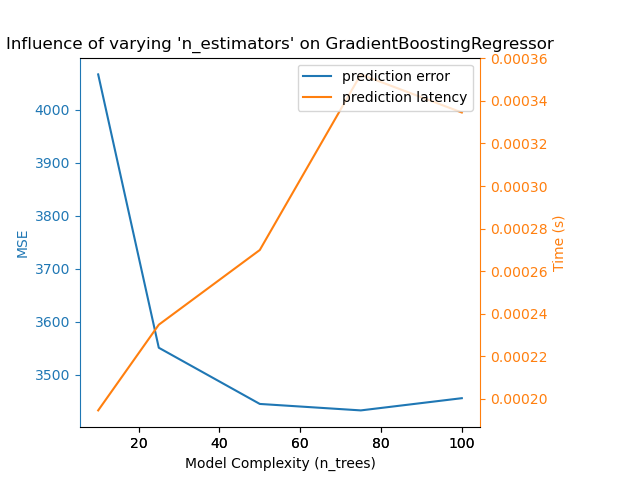 Influence of varying 'n_estimators' on GradientBoostingRegressor
prediction error
prediction latency
4000
3900
3800
3700
3600
3500
MSE
0.00036
0.00034
0.00032
0.00030
0.00028
0.00026
0.00024
0.00022
0.00020
Time (s)
20 40 60 80 100
Model Complexity (n_trees)